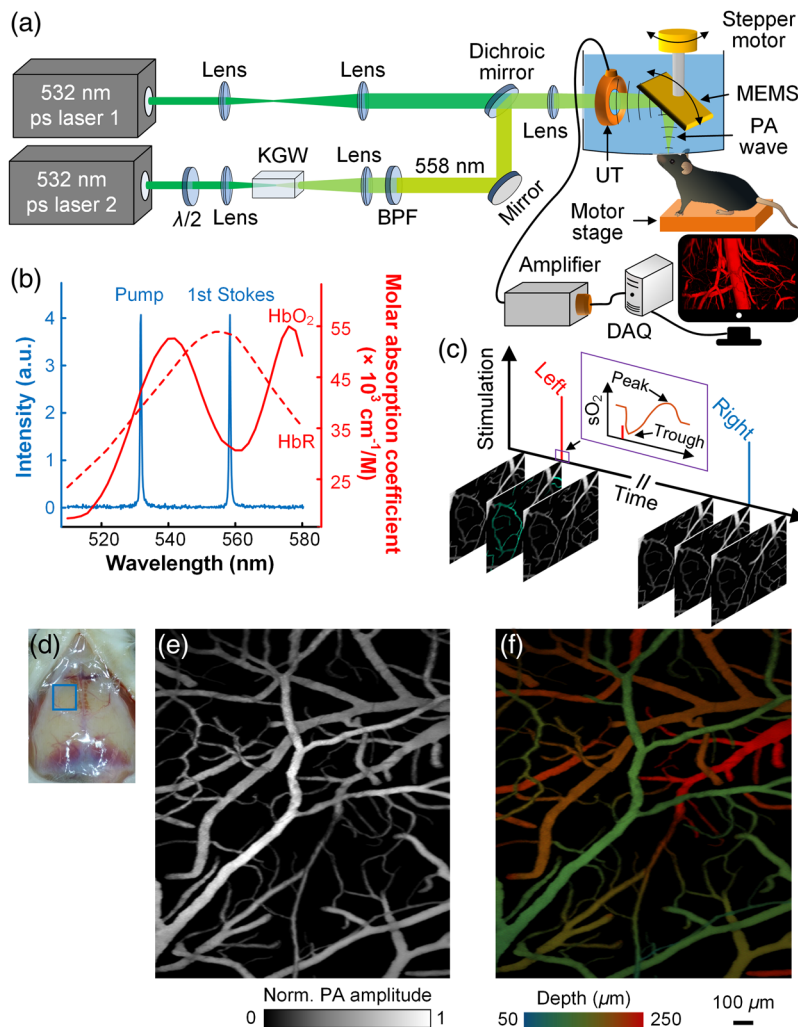 (a)
532 nm
ps laser 1
Lens
Lens
Dichroic
mirror
Lens
Stepper
motor
MEMS
PA
wave
UT
532 nm
ps laser 2
λ/2
Lens
KGW
Lens
BPF
558 nm
Mirror
Motor
stage
Amplifier
DAQ
(b)
Pump
1st Stokes
HbO2
HbR
Intensity (a.u.)
4
3
2
1
0
55
45
35
25
Molar absorption coefficient
(× 10³ cm⁻¹/M)
520
540
560
580
Wavelength (nm)
(c)
Stimulation
Left
Peak
sO2
Trough
Right
Time
(d)
(e)
(f)
Norm. PA amplitude
0
1
Depth (µm)
50
250
100 µm